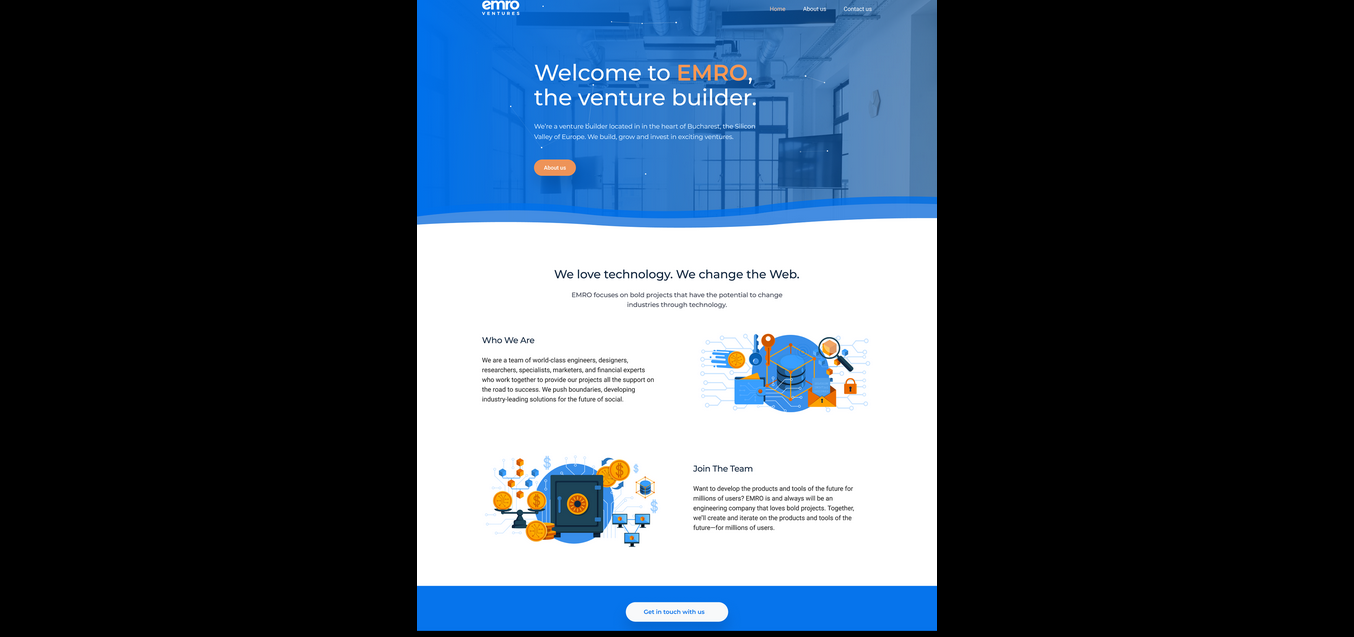 emro
VENTURES
Home About us Contact us
Welcome to EMRO,
the venture builder.
We're a venture builder located in in the heart of Bucharest, the Silicon
Valley of Europe. We build, grow and invest in exciting ventures.
About us
We love technology. We change the Web.
EMRO focuses on bold projects that have the potential to change
industries through technology.
Who We Are
We are a team of world-class engineers, designers,
researchers, specialists, marketers, and financial experts
who work together to provide our projects all the support on
the road to success. We push boundaries, developing
industry-leading solutions for the future of social.
Join The Team
Want to develop the products and tools of the future for
millions of users? EMRO is and always will be an
engineering company that loves bold projects. Together,
we'll create and iterate on the products and tools of the
future—for millions of users.
Get in touch with us